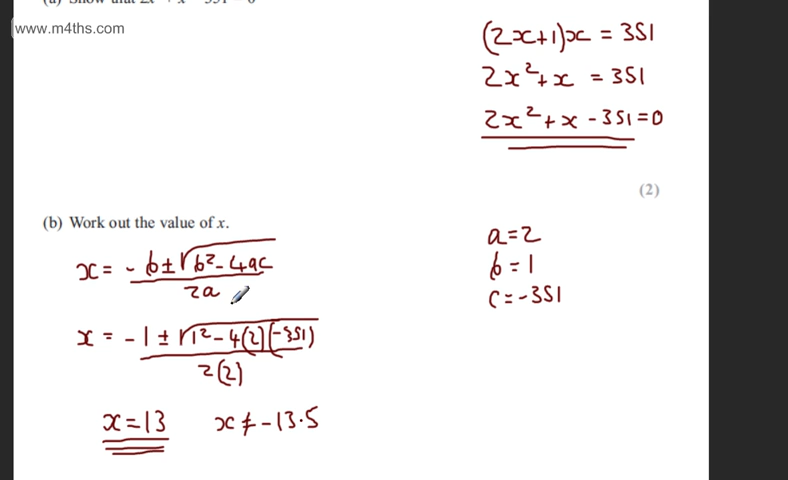 www.m4ths.com
(2x+1)x = 351
2x²+x = 351
2x²+x-351=0
(2)
(b) Work out the value of x.
x = -b±√b²-4ac / 2a
a=2
b=1
c=-351
x = -1±√1²-4(2)(-351) / 2(2)
x=13 x≠-13.5